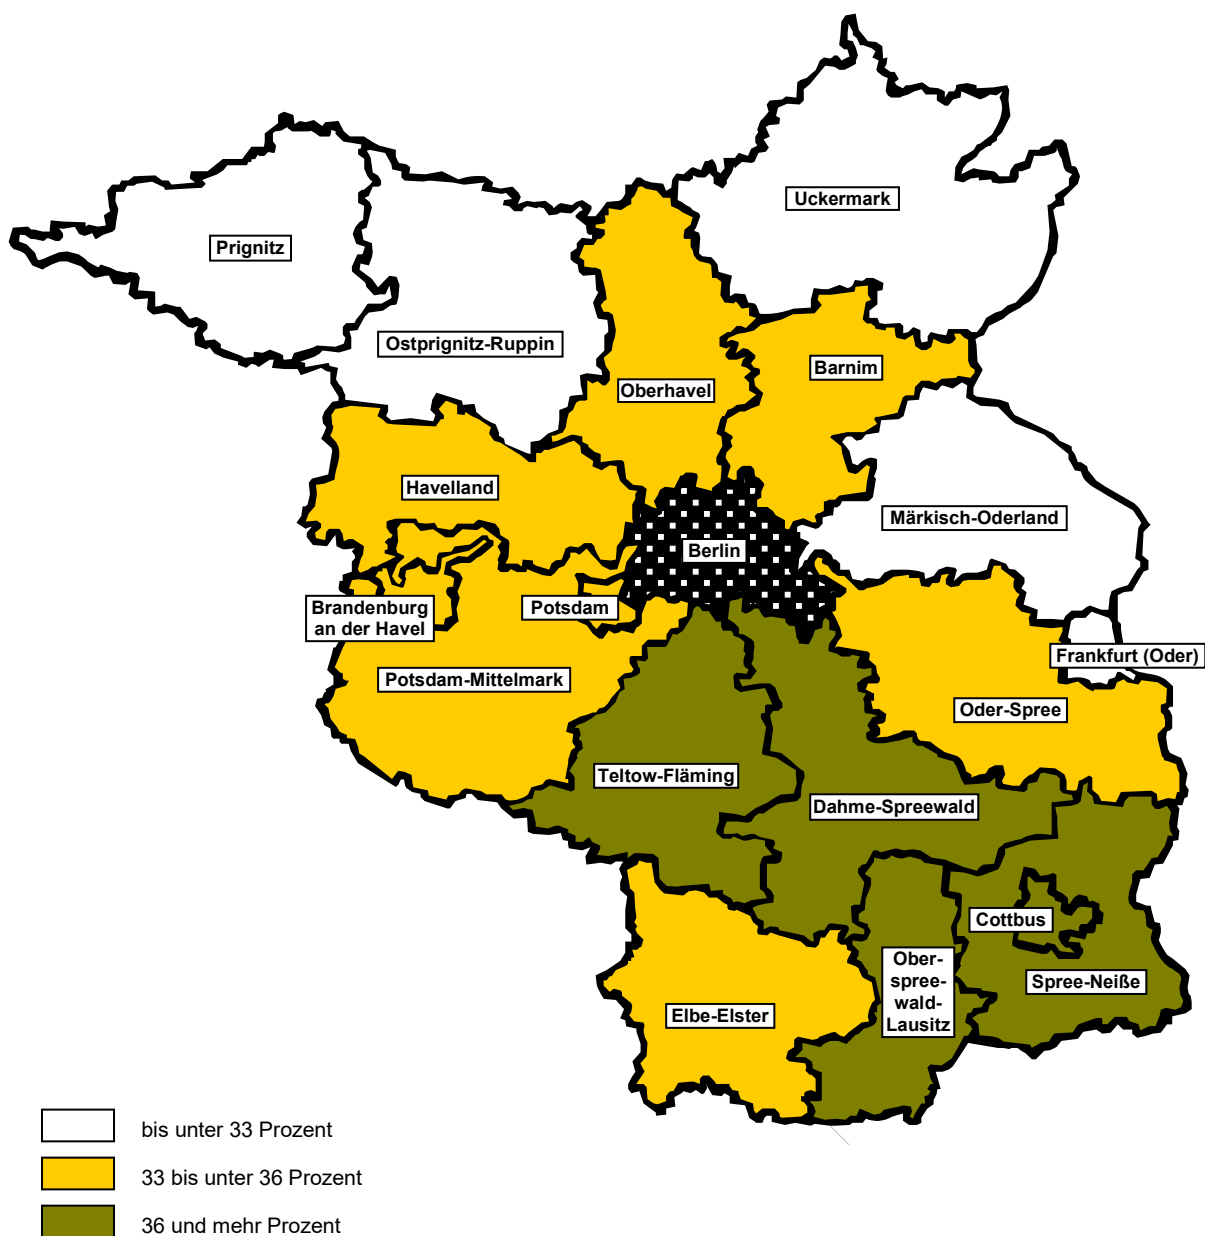 Uckermark
Prignitz
Ostprignitz-Ruppin
Barnim
Oberhavel
Havelland
Märkisch-Oderland
Berlin
Brandenburg
an der Havel
Potsdam
Frankfurt (Oder)
Potsdam-Mittelmark
Oder-Spree
Teltow-Fläming
Dahme-Spreewald
Cottbus
Ober-
spree-
wald-
Lausitz
Spree-Neiße
Elbe-Elster
bis unter 33 Prozent
33 bis unter 36 Prozent
36 und mehr Prozent